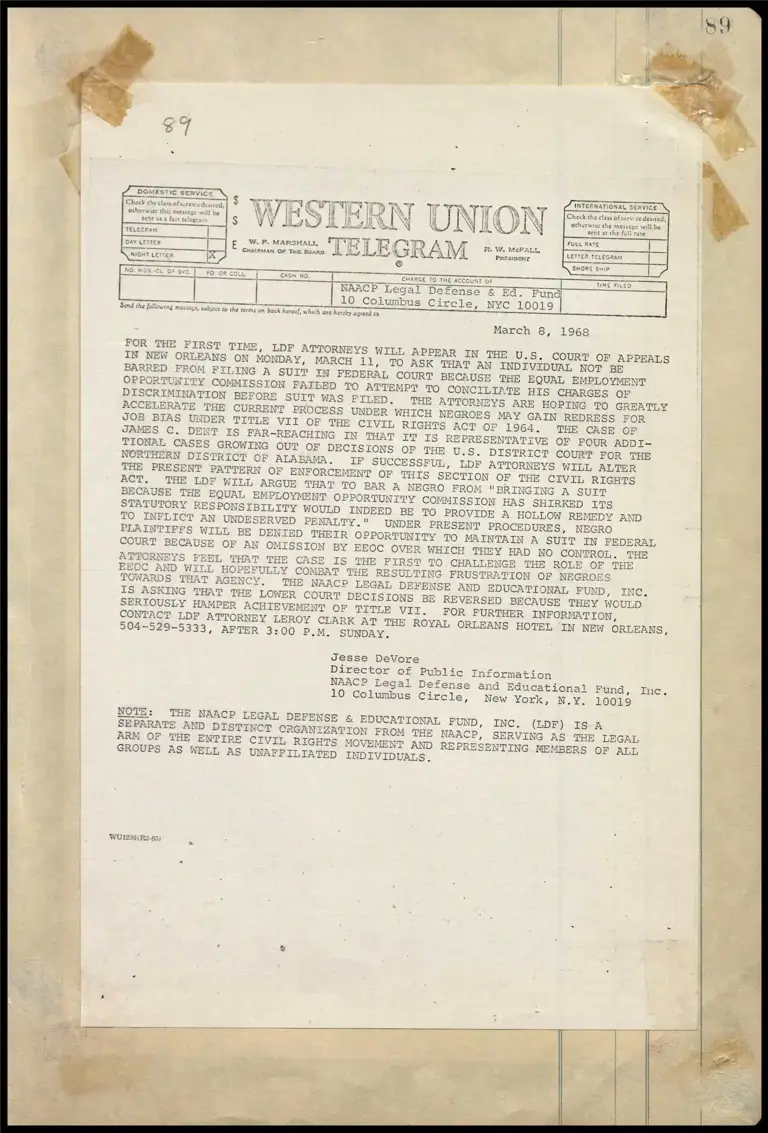 89
89
DOMESTIC SERVICE
Check the class of service desired;
otherwise this message will be
sent as a fast telegram
TELEGRAM
DAY LETTER
NIGHT LETTER X
$
S
E
WESTERN UNION
TELEGRAM
W. P. MARSHALL
CHAIRMAN OF THE BOARD
R. W. McFALL
PRESIDENT
INTERNATIONAL SERVICE
Check the class of service desired;
otherwise the message will be
sent at the full rate
FULL RATE
LETTER TELEGRAM
SHORE SHIP
NO. WDS.-CL. OF SVC.
PD. OR COLL.
CASH NO.
CHARGE TO THE ACCOUNT OF
TIME FILED
NAACP Legal Defense & Ed. Fund
10 Columbus Circle, NYC 10019
Send the following message, subject to the terms on back hereof, which are hereby agreed to
March 8, 1968
FOR THE FIRST TIME, LDF ATTORNEYS WILL APPEAR IN THE U.S. COURT OF APPEALS
IN NEW ORLEANS ON MONDAY, MARCH 11, TO ASK THAT AN INDIVIDUAL NOT BE
BARRED FROM FILING A SUIT IN FEDERAL COURT BECAUSE THE EQUAL EMPLOYMENT
OPPORTUNITY COMMISSION FAILED TO ATTEMPT TO CONCILIATE HIS CHARGES OF
DISCRIMINATION BEFORE SUIT WAS FILED. THE ATTORNEYS ARE HOPING TO GREATLY
ACCELERATE THE CURRENT PROCESS UNDER WHICH NEGROES MAY GAIN REDRESS FOR
JOB BIAS UNDER TITLE VII OF THE CIVIL RIGHTS ACT OF 1964. THE CASE OF
JAMES C. DENT IS FAR-REACHING IN THAT IT IS REPRESENTATIVE OF FOUR ADDI-
TIONAL CASES GROWING OUT OF DECISIONS OF THE U.S. DISTRICT COURT FOR THE
NORTHERN DISTRICT OF ALABAMA. IF SUCCESSFUL, LDF ATTORNEYS WILL ALTER
THE PRESENT PATTERN OF ENFORCEMENT OF THIS SECTION OF THE CIVIL RIGHTS
ACT. THE LDF WILL ARGUE THAT TO BAR A NEGRO FROM "BRINGING A SUIT
BECAUSE THE EQUAL EMPLOYMENT OPPORTUNITY COMMISSION HAS SHIRKED ITS
STATUTORY RESPONSIBILITY WOULD INDEED BE TO PROVIDE A HOLLOW REMEDY AND
TO INFLICT AN UNDESERVED PENALTY." UNDER PRESENT PROCEDURES, NEGRO
PLAINTIFFS WILL BE DENIED THEIR OPPORTUNITY TO MAINTAIN A SUIT IN FEDERAL
COURT BECAUSE OF AN OMISSION BY EEOC OVER WHICH THEY HAD NO CONTROL. THE
ATTORNEYS FEEL THAT THE CASE IS THE FIRST TO CHALLENGE THE ROLE OF THE
EEOC AND WILL HOPEFULLY COMBAT THE RESULTING FRUSTRATION OF NEGROES
TOWARDS THAT AGENCY. THE NAACP LEGAL DEFENSE AND EDUCATIONAL FUND, INC.
IS ASKING THAT THE LOWER COURT DECISIONS BE REVERSED BECAUSE THEY WOULD
SERIOUSLY HAMPER ACHIEVEMENT OF TITLE VII. FOR FURTHER INFORMATION,
CONTACT LDF ATTORNEY LEROY CLARK AT THE ROYAL ORLEANS HOTEL IN NEW ORLEANS,
504-529-5333, AFTER 3:00 P.M. SUNDAY.
Jesse DeVore
Director of Public Information
NAACP Legal Defense and Educational Fund, Inc.
10 Columbus Circle, New York, N.Y. 10019
NOTE: THE NAACP LEGAL DEFENSE & EDUCATIONAL FUND, INC. (LDF) IS A
SEPARATE AND DISTINCT ORGANIZATION FROM THE NAACP, SERVING AS THE LEGAL
ARM OF THE ENTIRE CIVIL RIGHTS MOVEMENT AND REPRESENTING MEMBERS OF ALL
GROUPS AS WELL AS UNAFFILIATED INDIVIDUALS.
WU1206(R2-65)